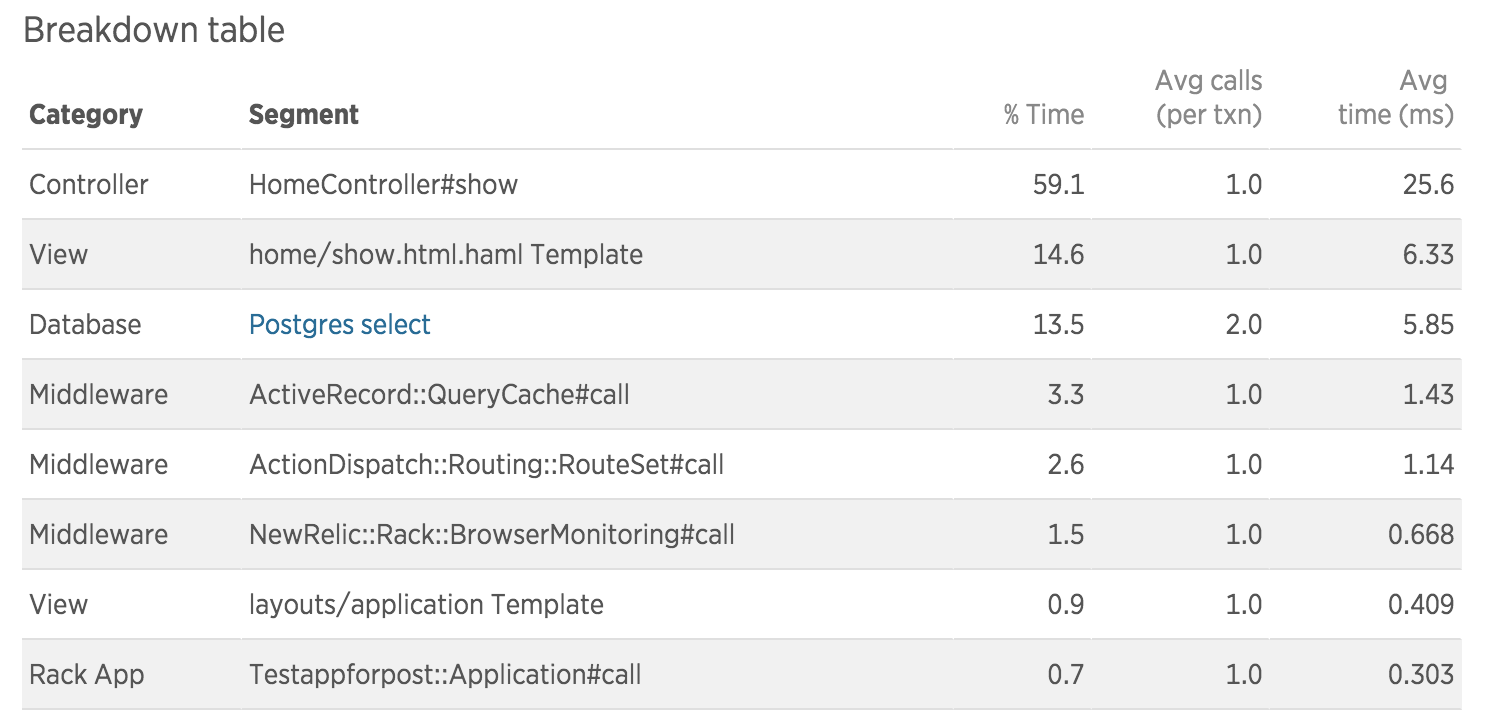 Breakdown table
Category Segment % Time Avg calls (per txn) Avg time (ms)
Controller HomeController#show 59.1 1.0 25.6
View home/show.html.haml Template 14.6 1.0 6.33
Database Postgres select 13.5 2.0 5.85
Middleware ActiveRecord::QueryCache#call 3.3 1.0 1.43
Middleware ActionDispatch::Routing::RouteSet#call 2.6 1.0 1.14
Middleware NewRelic::Rack::BrowserMonitoring#call 1.5 1.0 0.668
View layouts/application Template 0.9 1.0 0.409
Rack App Testappforpost::Application#call 0.7 1.0 0.303